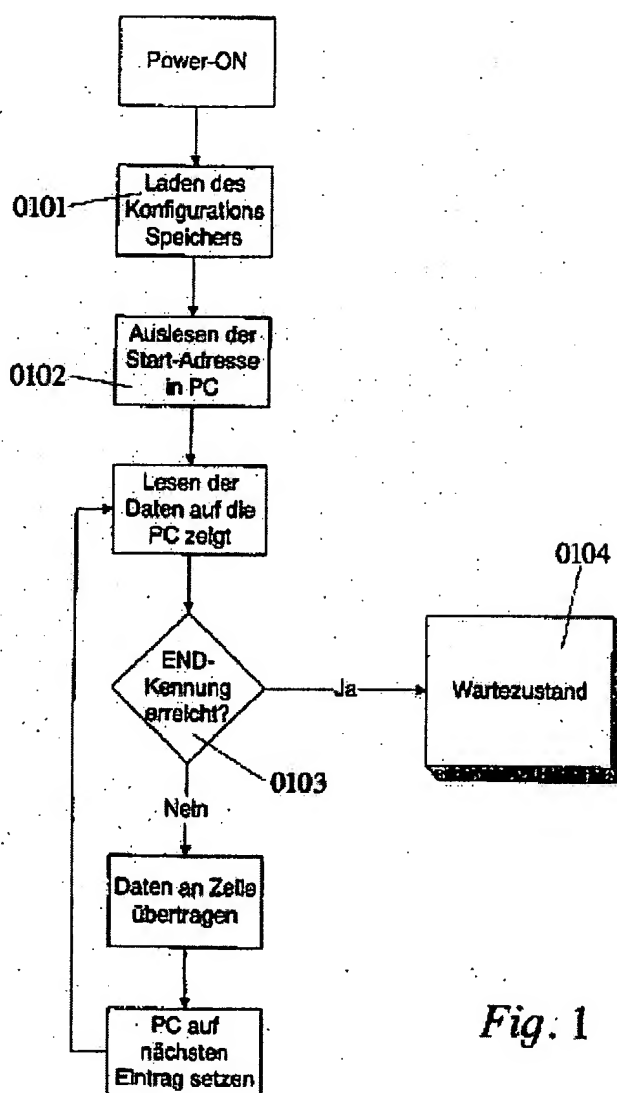 Power-ON
0101
Laden des
Konfigurations
Speichers
0102
Auslesen der
Start-Adresse
in PC
Lesen der
Daten auf die
PC zeigt
0104
END-
Kennung
erreicht?
Ja
Wartezustand
0103
Nein
Daten an Zelle
übertragen
PC auf
nächsten
Eintrag setzen
Fig. 1